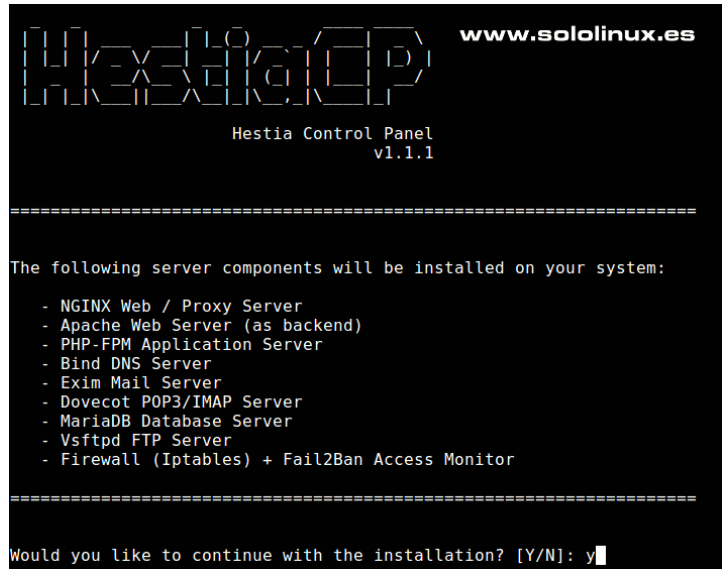 HestiaCP
www.sololinux.es
Hestia Control Panel
v1.1.1
====================================================================
The following server components will be installed on your system:
- NGINX Web / Proxy Server
- Apache Web Server (as backend)
- PHP-FPM Application Server
- Bind DNS Server
- Exim Mail Server
- Dovecot POP3/IMAP Server
- MariaDB Database Server
- Vsftpd FTP Server
- Firewall (Iptables) + Fail2Ban Access Monitor
====================================================================
Would you like to continue with the installation? [Y/N]: y